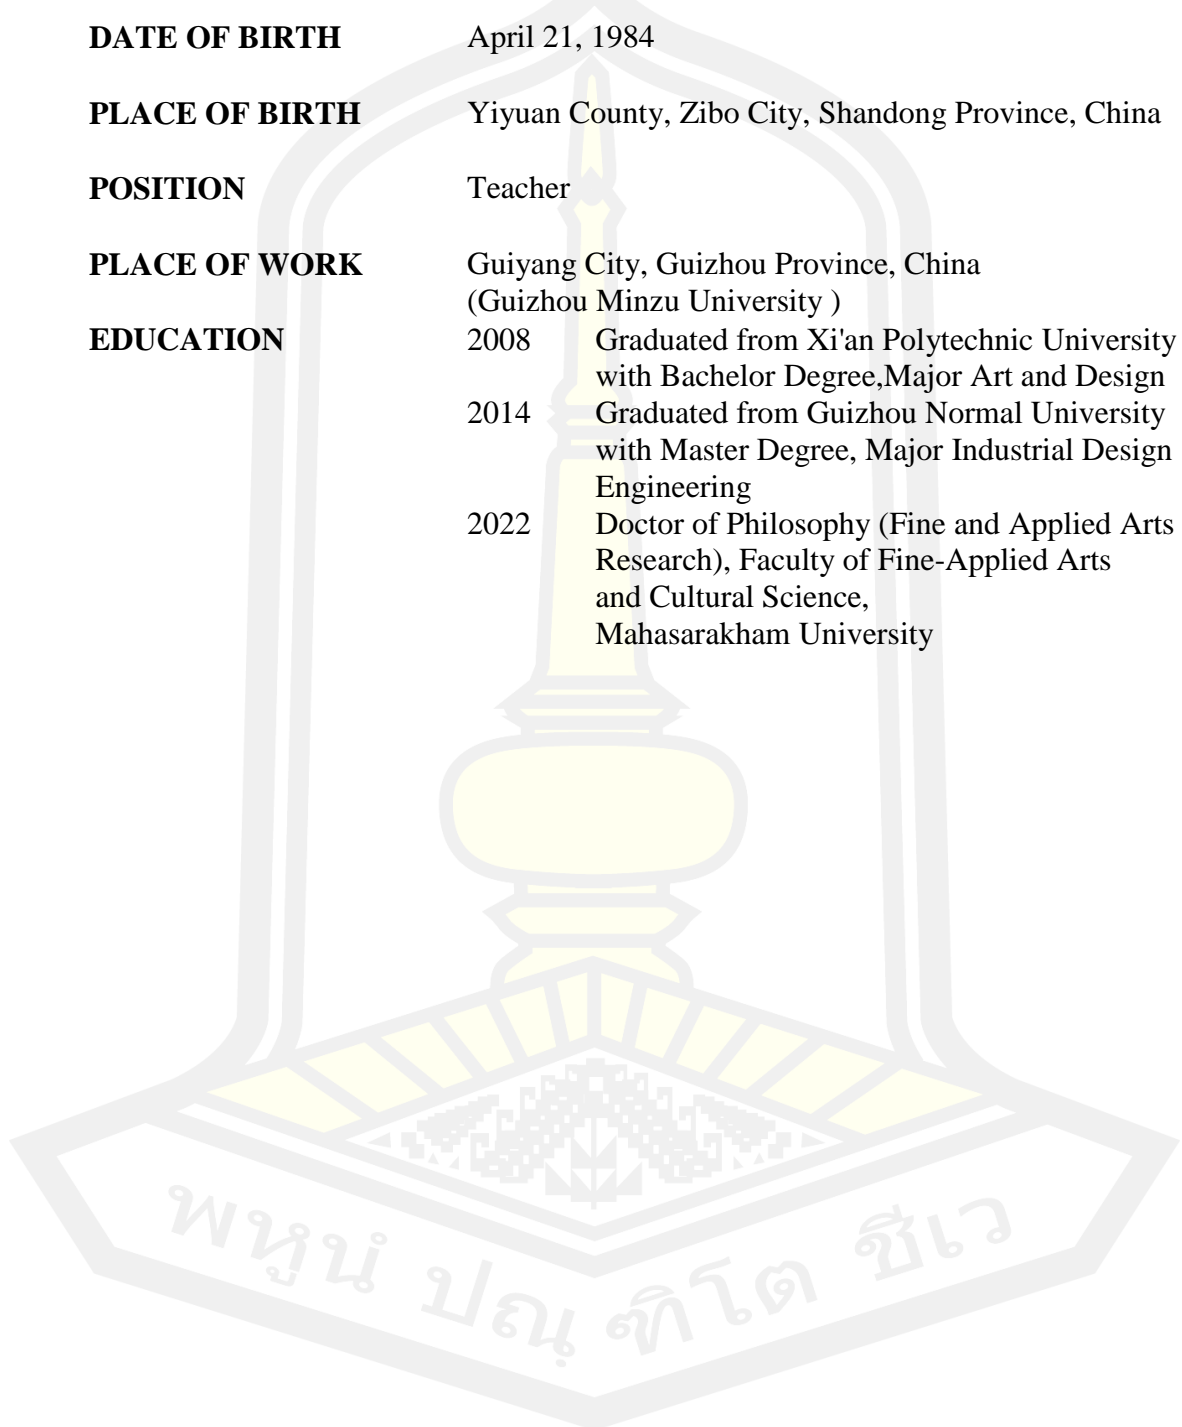 DATE OF BIRTH April 21, 1984
PLACE OF BIRTH Yiyuan County, Zibo City, Shandong Province, China
POSITION Teacher
PLACE OF WORK Guiyang City, Guizhou Province, China
(Guizhou Minzu University )
EDUCATION 2008 Graduated from Xi'an Polytechnic University
with Bachelor Degree,Major Art and Design
2014 Graduated from Guizhou Normal University
with Master Degree, Major Industrial Design
Engineering
2022 Doctor of Philosophy (Fine and Applied Arts
Research), Faculty of Fine-Applied Arts
and Cultural Science,
Mahasarakham University
พหูนํ ปณฺฑิโต ชีเว